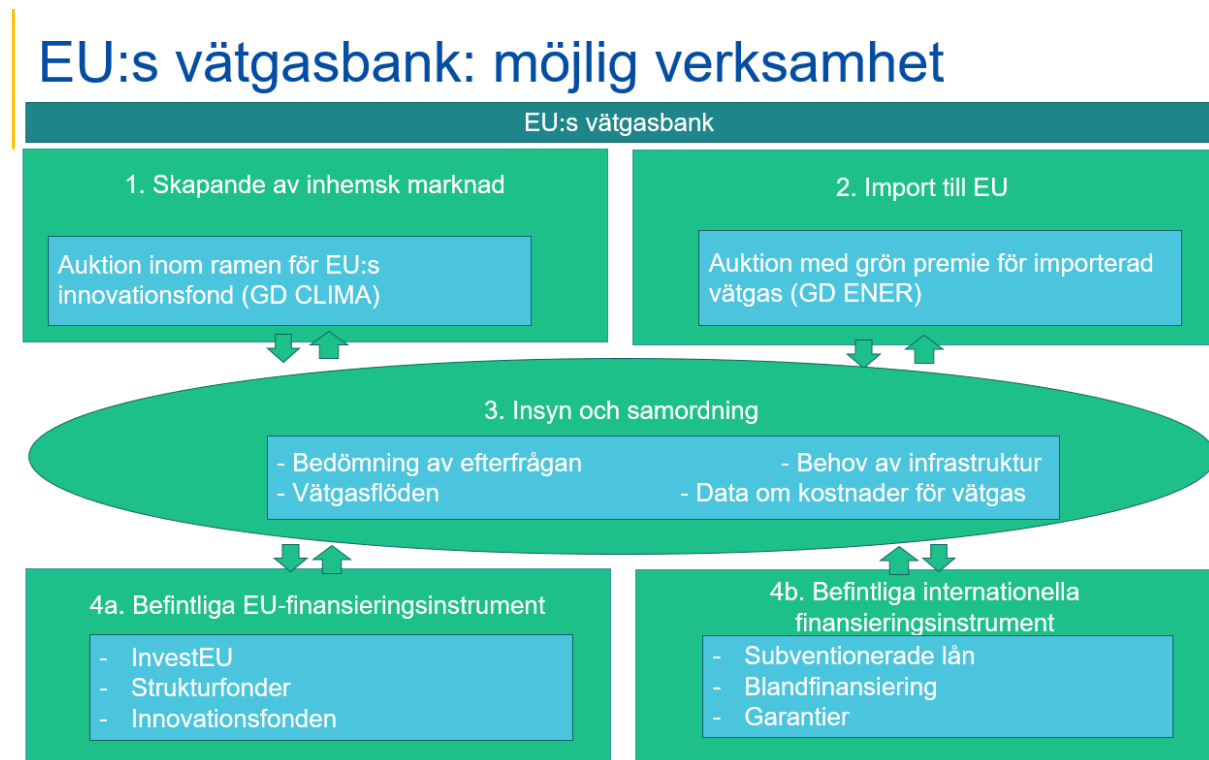 EU:s vätgasbank: möjlig verksamhet
EU:s vätgasbank
1. Skapande av inhemsk marknad
Auktion inom ramen för EU:s
innovationsfond (GD CLIMA)
2. Import till EU
Auktion med grön premie för importerad
vätgas (GD ENER)
3. Insyn och samordning
- Bedömning av efterfrågan - Behov av infrastruktur
- Vätgasflöden - Data om kostnader för vätgas
4a. Befintliga EU-finansieringsinstrument
- InvestEU
- Strukturfonder
- Innovationsfonden
4b. Befintliga internationella
finansieringsinstrument
- Subventionerade lån
- Blandfinansiering
- Garantier